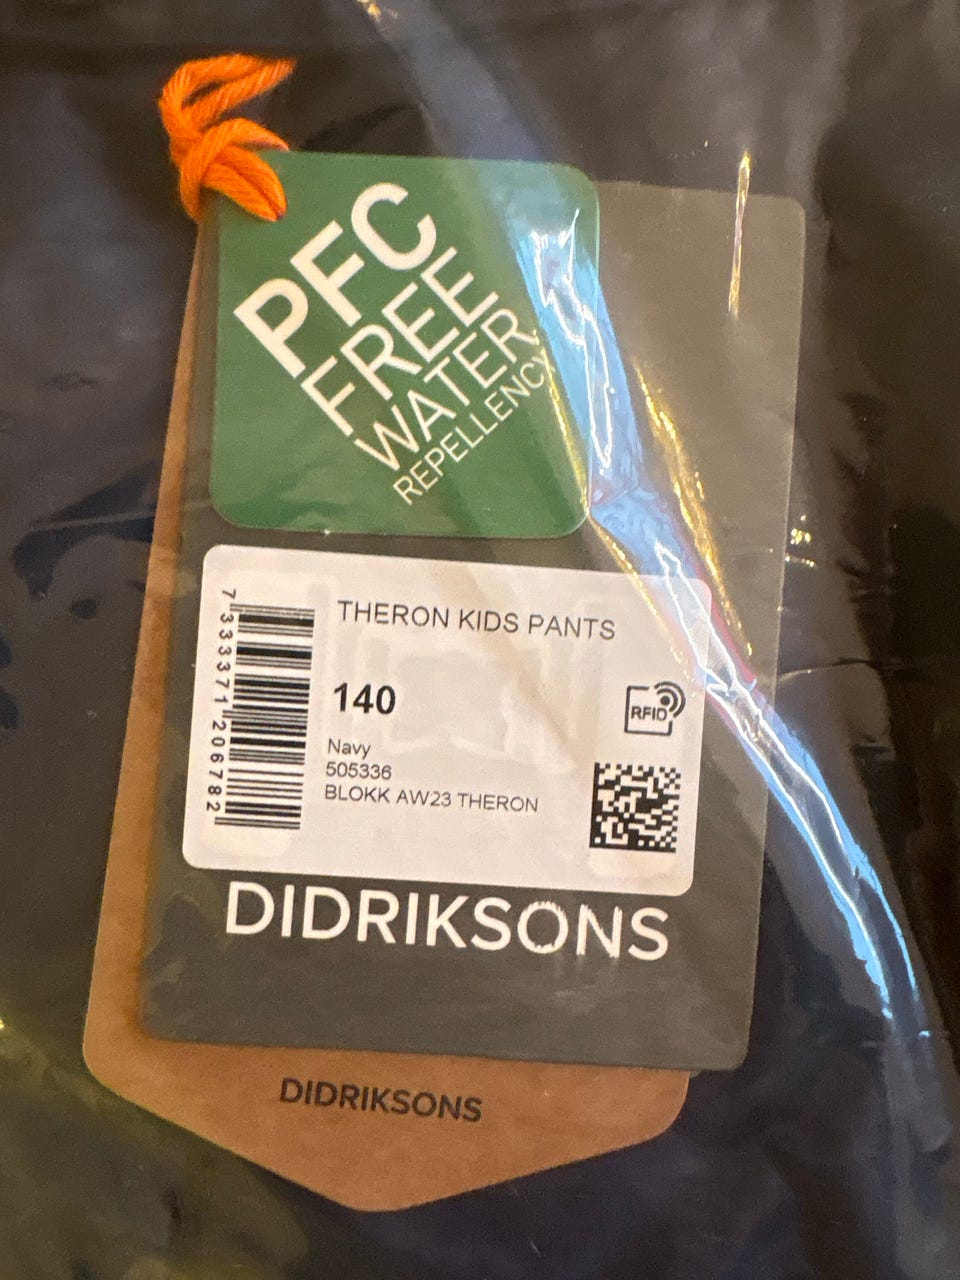 PFC
FREE
WATER
REPELLENCY
THERON KIDS PANTS
140
RFID
Navy
505336
BLOKK AW23 THERON
7 333371 206782
DIDRIKSONS
DIDRIKSONS